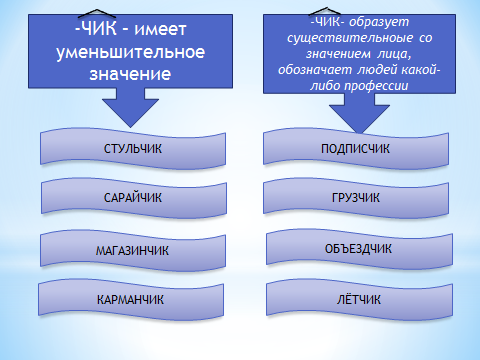 -ЧИК – имеет
уменьшительное
значение
-ЧИК– образует
существительноые со
значением лица,
обозначает людей какой-
либо профессии
СТУЛЬЧИК
ПОДПИСЧИК
САРАЙЧИК
ГРУЗЧИК
МАГАЗИНЧИК
ОБЪЕЗДЧИК
КАРМАНЧИК
ЛЁТЧИК